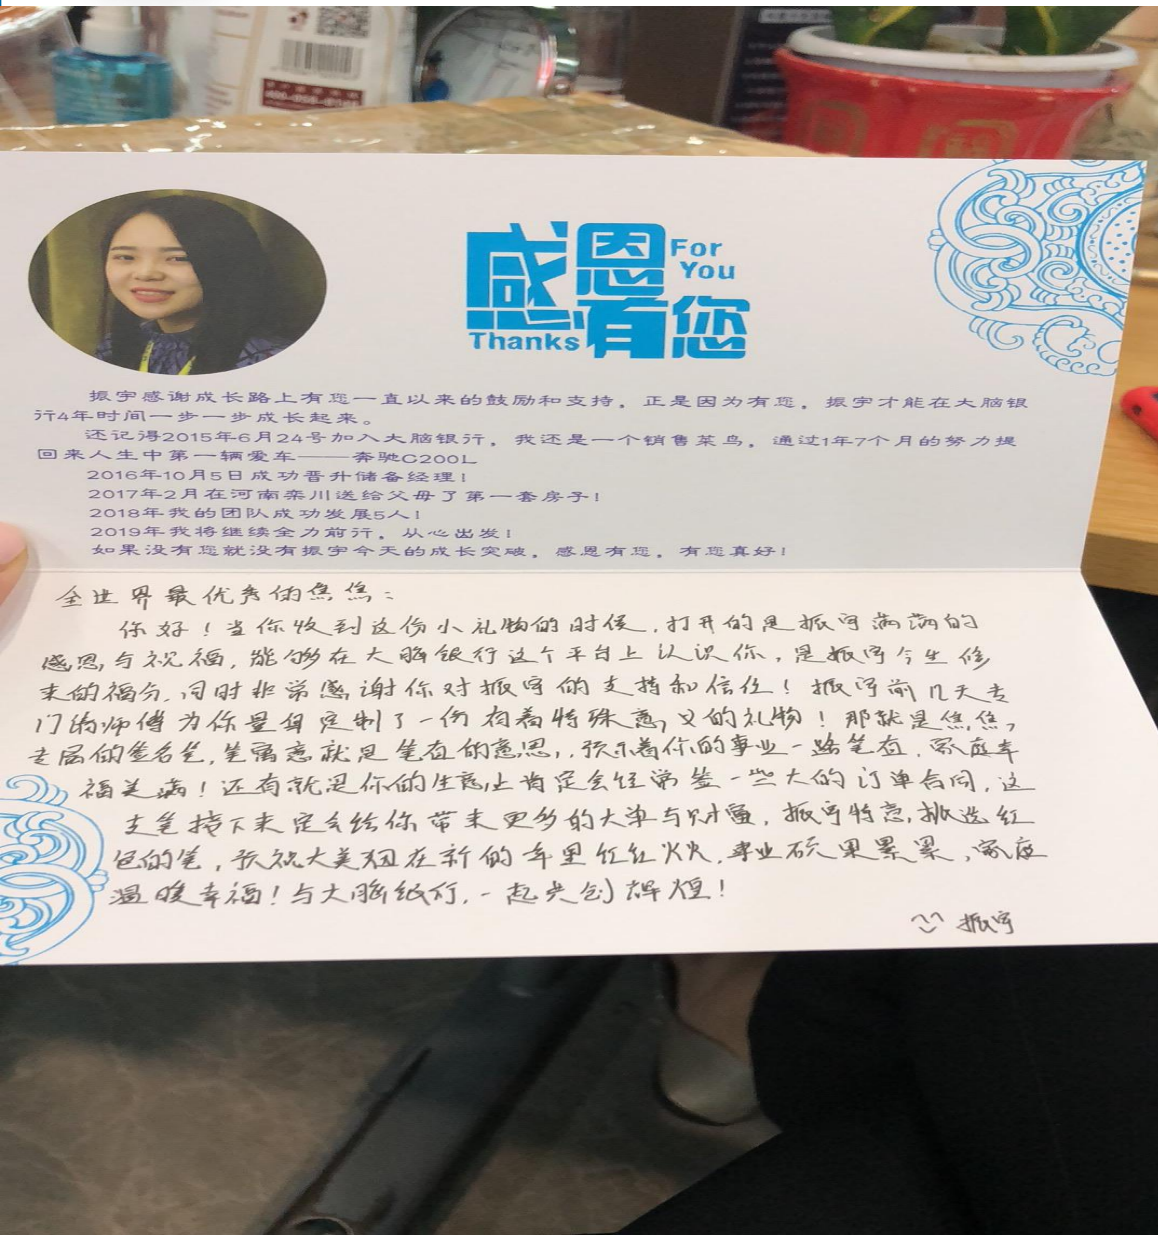 感恩有您
For
You
Thanks
振宇感谢成长路上有您一直以来的鼓励和支持。正是因为有您，振宇才能在大脑银
行4年时间一步一步成长起来。
还记得2015年6月24号加入大脑银行，我还是一个销售菜鸟，通过1年7个月的努力提
回来人生中第一辆爱车——奔驰C200L
2016年10月5日成功晋升储备经理！
2017年2月在河南栾川送给父母了第一套房子！
2018年我的团队成功发展5人！
2019年我将继续全力前行，从心出发！
如果没有您就没有振宇今天的成长突破，感恩有您，有您真好！
全世界最优秀的焦焦：
你好！当你收到这份小礼物的时候，打开的是振宇满满的
感恩与祝福，能够在大脑银行这个平台上认识你，是振宇今生修
来的福分，同时非常感谢你对振宇的支持和信任！振宇前几天专
门请师傅为你量身定制了一份有着特殊意义的礼物！那就是焦焦
专属的签名笔，笔寓意就是笔直的意思，预示着你的事业一路笔直，家庭幸
福美满！还有就是你的生意上肯定会经常签一些大的订单合同，这
支笔接下来定会给你带来更多的大单与财富，振宇特意挑选红
色的笔，预祝大美妞在新的年里红红火火，事业硕果累累，家庭
温暖幸福！与大脑银行，一起共创辉煌！
振宇